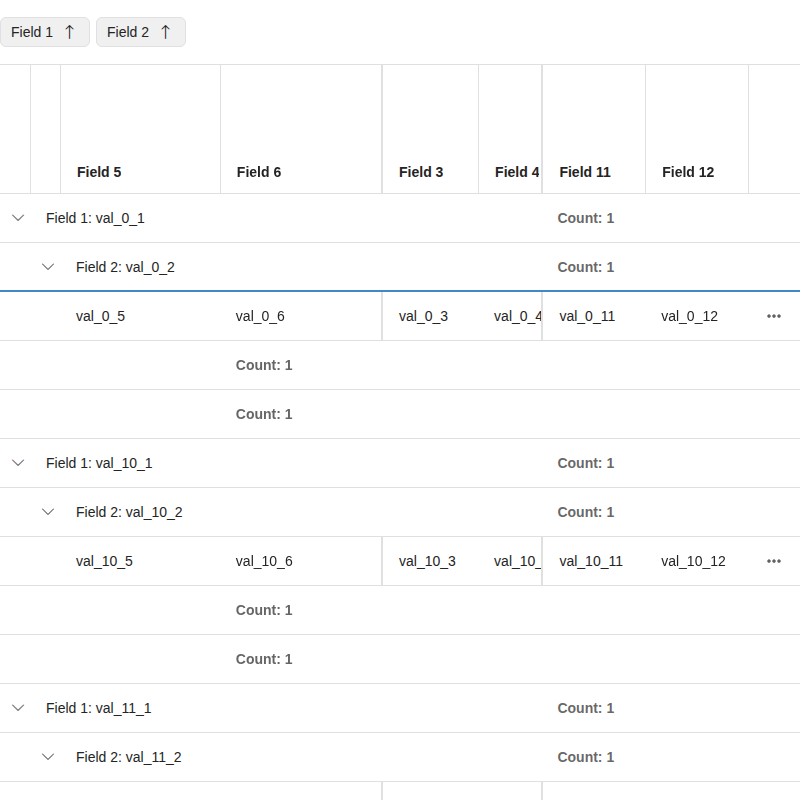 Field 1 Field 2
Field 5 Field 6 Field 3 Field 4 Field 11 Field 12
Field 1: val_0_1 Count: 1
Field 2: val_0_2 Count: 1
val_0_5 val_0_6 val_0_3 val_0_4 val_0_11 val_0_12
Count: 1
Count: 1
Field 1: val_10_1 Count: 1
Field 2: val_10_2 Count: 1
val_10_5 val_10_6 val_10_3 val_10_ val_10_11 val_10_12
Count: 1
Count: 1
Field 1: val_11_1 Count: 1
Field 2: val_11_2 Count: 1